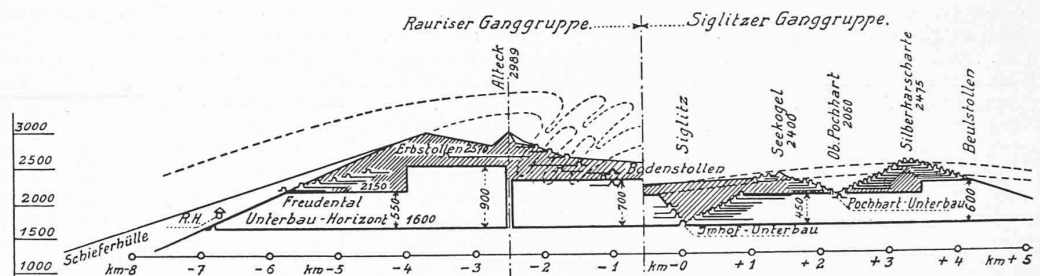 Rauriser Ganggruppe. Siglitzer Ganggruppe.
Alteck
2989
Siglitz
Seekogel
2400
Ob. Pochhart
2060
Silberkarscharte
2475
Beulstollen
3000
2500
2000
1500
1000
Erbstollen
Bodenstollen
2150
Freudental
Unterbau-Horizont 1600
550
900
700
450
600
Pochhart-Unterbau
Imhof-Unterbau
R.H.
Schieferhülle
km-8 -7 -6 km-5 -4 -3 -2 -1 km-0 +1 +2 +3 +4 km+5